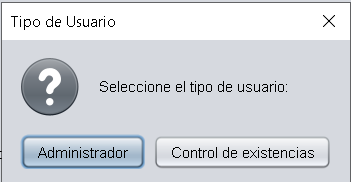 Tipo de Usuario
Seleccione el tipo de usuario:
Administrador
Control de existencias